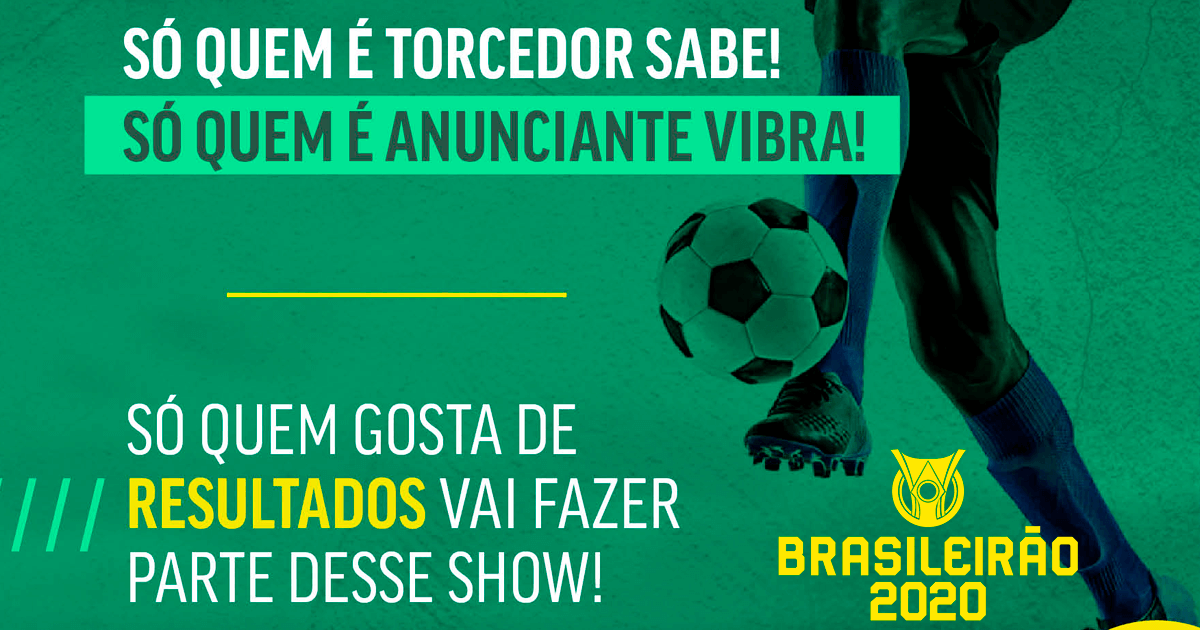 SÓ QUEM É TORCEDOR SABE!
SÓ QUEM É ANUNCIANTE VIBRA!
SÓ QUEM GOSTA DE
RESULTADOS VAI FAZER
PARTE DESSE SHOW!
BRASILEIRÃO
2020